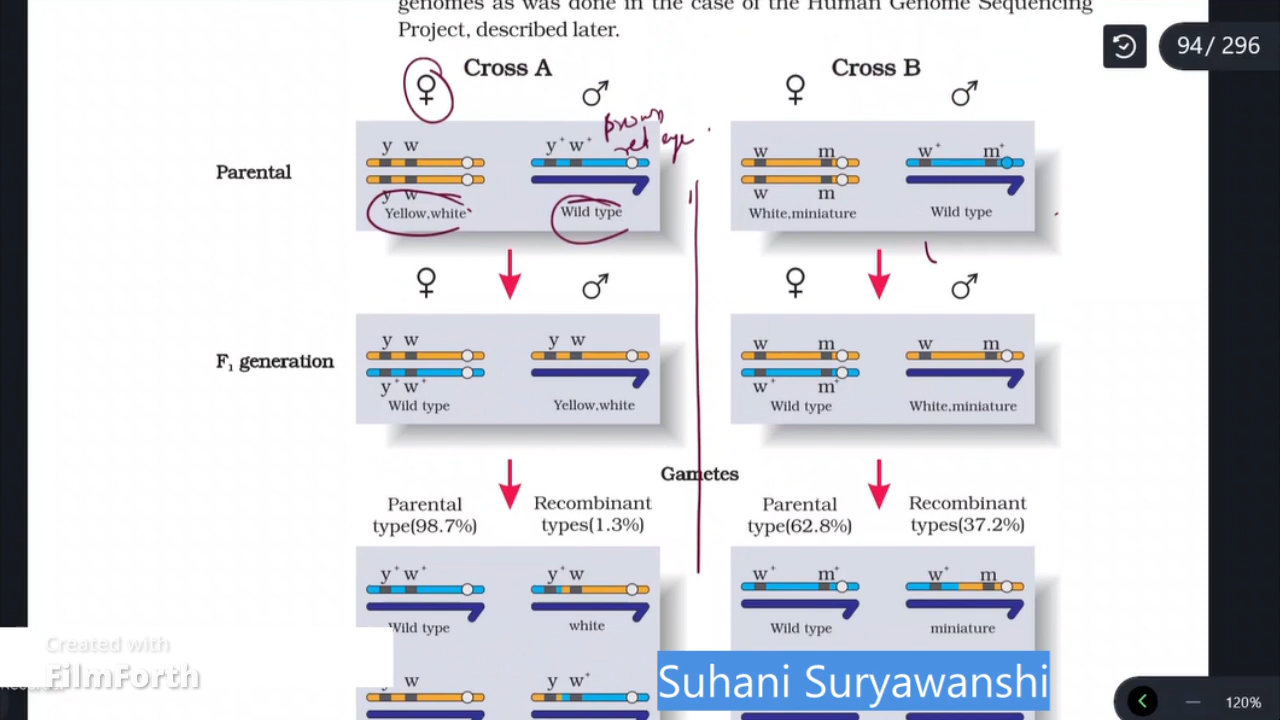 genomes as was done in the case of the Human Genome Sequencing
Project, described later.
94 / 296
Cross A
Cross B
♀ ♂ ♀ ♂
brown
red eye
Parental
y w
y⁺ w⁺
w m
w⁺ m⁺
y w
w m
Yellow,white
Wild type
White,miniature
Wild type
♀ ♂ ♀ ♂
F₁ generation
y w
y w
w m
w m
y⁺ w⁺
w⁺ m⁺
Wild type
Yellow,white
Wild type
White,miniature
Gametes
Parental
type(98.7%)
Recombinant
types(1.3%)
Parental
type(62.8%)
Recombinant
types(37.2%)
y⁺ w⁺
y⁺ w
w⁺ m⁺
w⁺ m
Wild type
white
Wild type
miniature
w
y w⁺
Created with
FilmForth
Suhani Suryawanshi
120%